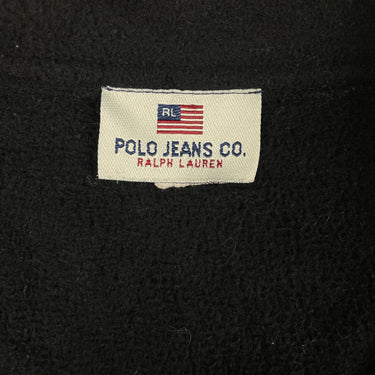 RL
POLO JEANS CO.
RALPH LAUREN